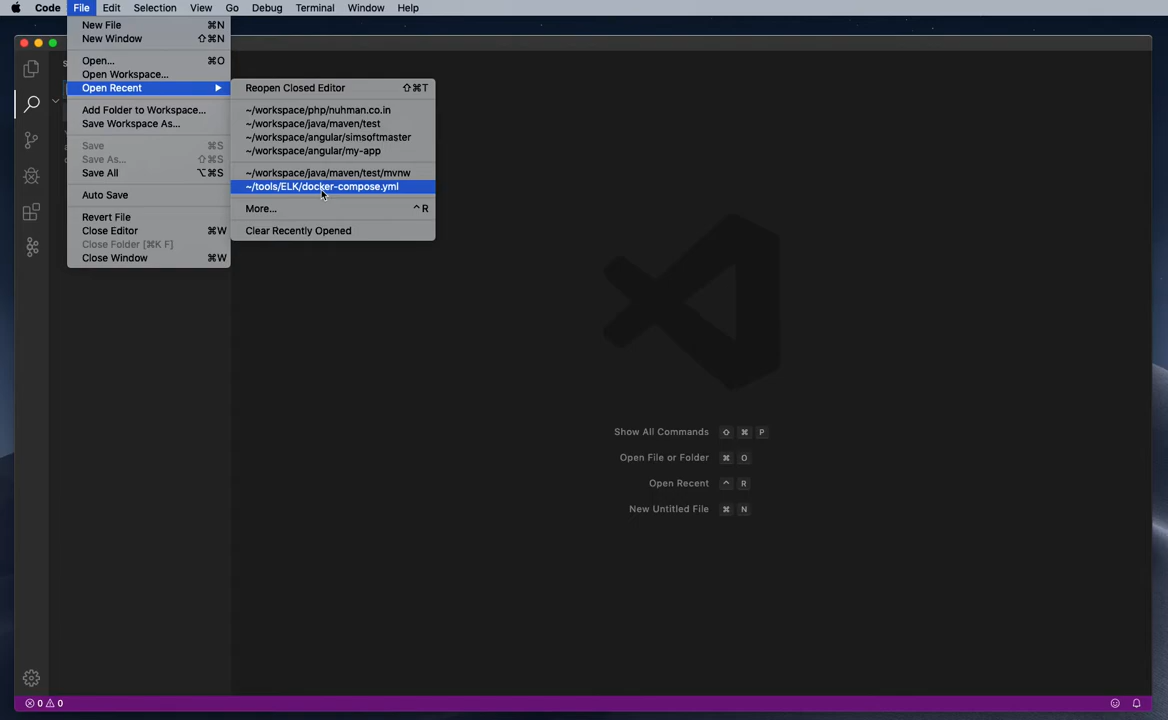 Code File Edit Selection View Go Debug Terminal Window Help
New File ⌘N
New Window ⇧⌘N
Open... ⌘O
Open Workspace...
Open Recent ▶
Add Folder to Workspace...
Save Workspace As...
Save ⌘S
Save As... ⇧⌘S
Save All ⌥⌘S
Auto Save
Revert File
Close Editor ⌘W
Close Folder [⌘K F]
Close Window ⌘W
Reopen Closed Editor ⇧⌘T
~/workspace/php/nuhman.co.in
~/workspace/java/maven/test
~/workspace/angular/simsoftmaster
~/workspace/angular/my-app
~/workspace/java/maven/test/mvnw
~/tools/ELK/docker-compose.yml
More... ⌃R
Clear Recently Opened
Show All Commands ⇧ ⌘ P
Open File or Folder ⌘ O
Open Recent ⌃ R
New Untitled File ⌘ N
0 0